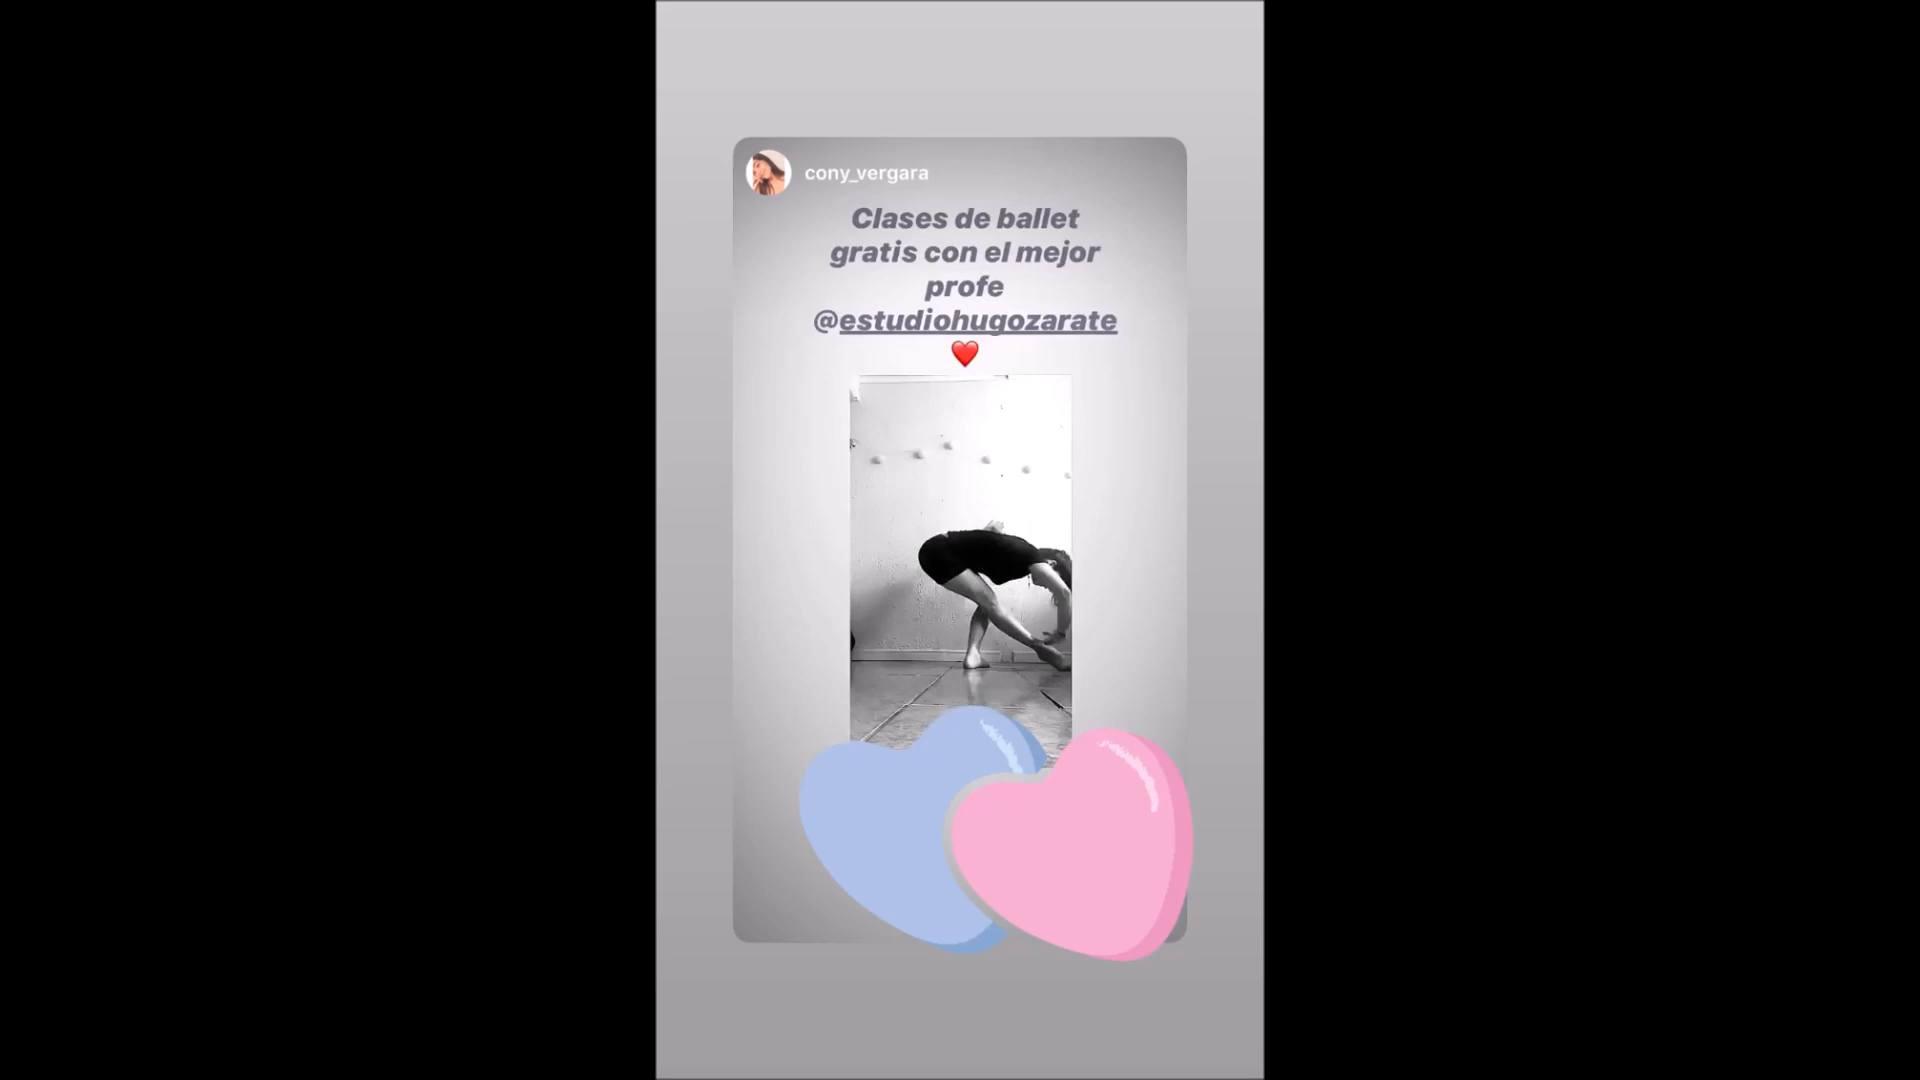 cony_vergara
Clases de ballet
gratis con el mejor
profe
@estudiohugozarate
❤️